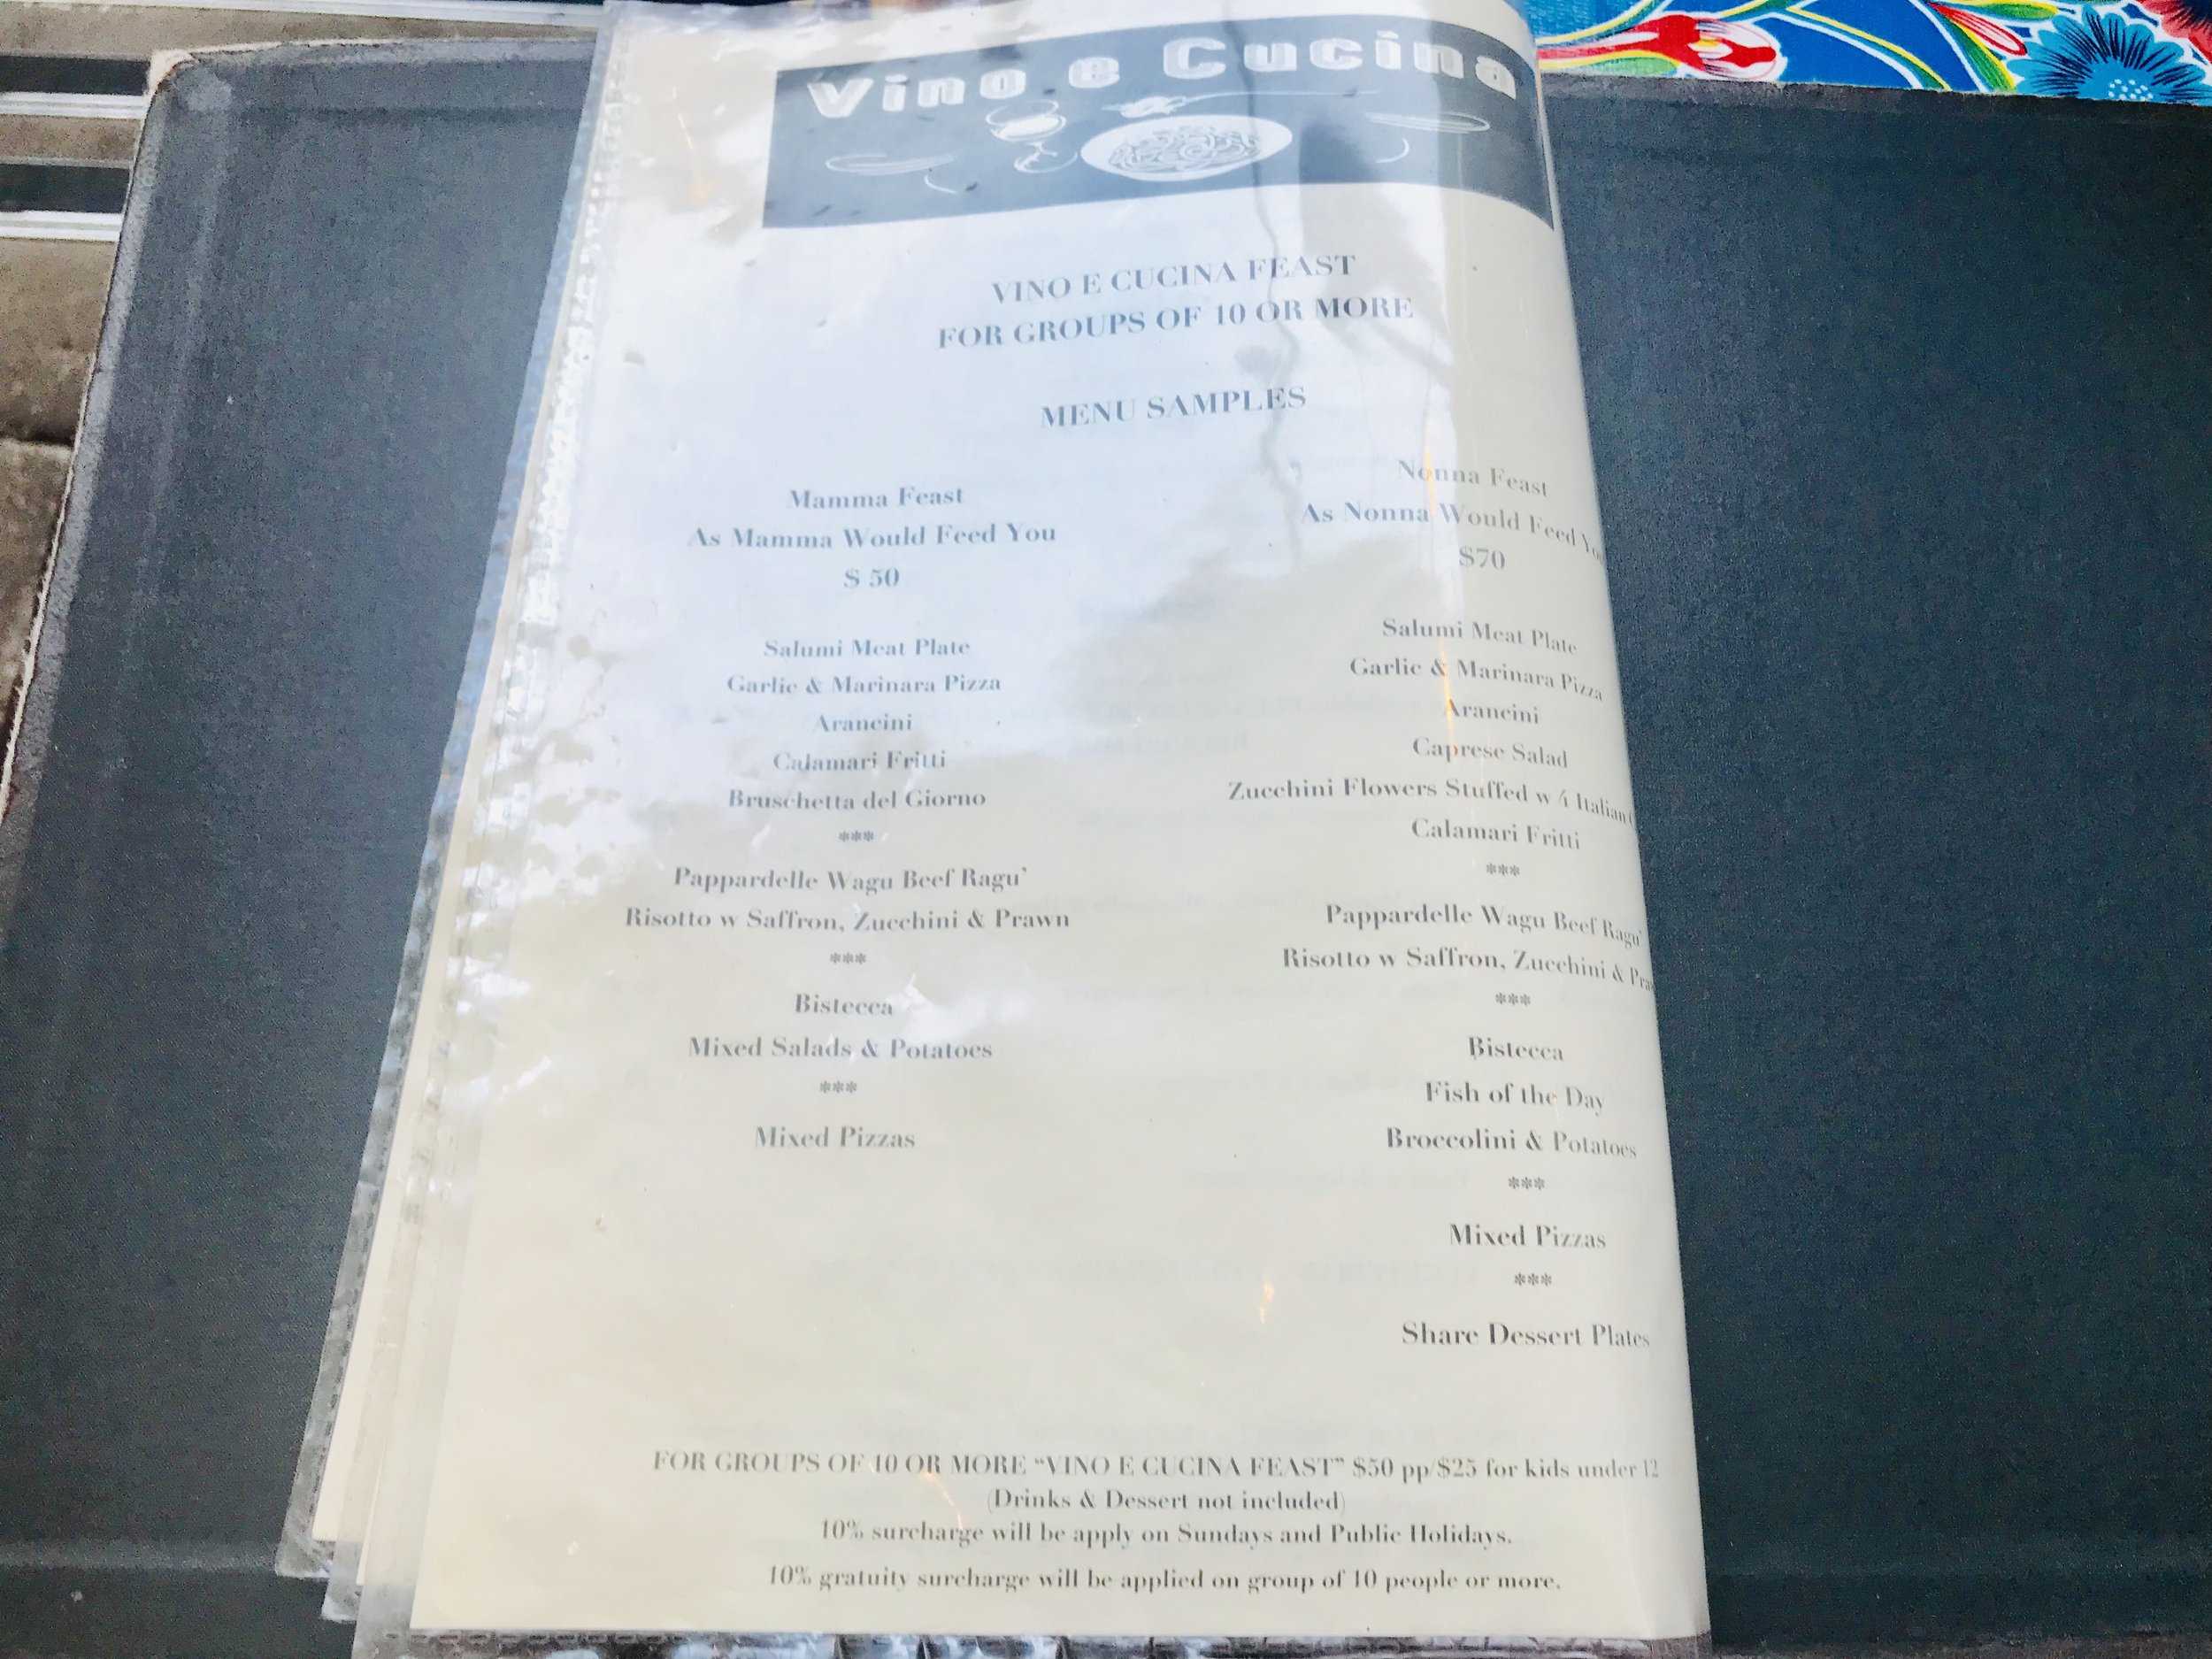 Vino e Cucina
VINO E CUCINA FEAST
FOR GROUPS OF 10 OR MORE
MENU SAMPLES
Mamma Feast
As Mamma Would Feed You
$ 50
Salumi Meat Plate
Garlic & Marinara Pizza
Arancini
Calamari Fritti
Bruschetta del Giorno
***
Pappardelle Wagu Beef Ragu'
Risotto w Saffron, Zucchini & Prawn
***
Bistecca
Mixed Salads & Potatoes
***
Mixed Pizzas
Nonna Feast
As Nonna Would Feed You
$70
Salumi Meat Plate
Garlic & Marinara Pizza
Arancini
Caprese Salad
Zucchini Flowers Stuffed w 4 Italian
Calamari Fritti
***
Pappardelle Wagu Beef Ragu'
Risotto w Saffron, Zucchini &
***
Bistecca
Fish of the Day
Broccolini & Potatoes
***
Mixed Pizzas
***
Share Dessert Plates
FOR GROUPS OF 10 OR MORE “VINO E CUCINA FEAST” $50 pp/$25 for kids under 12
(Drinks & Dessert not included)
10% surcharge will be apply on Sundays and Public Holidays.
10% gratuity surcharge will be applied on group of 10 people or more.